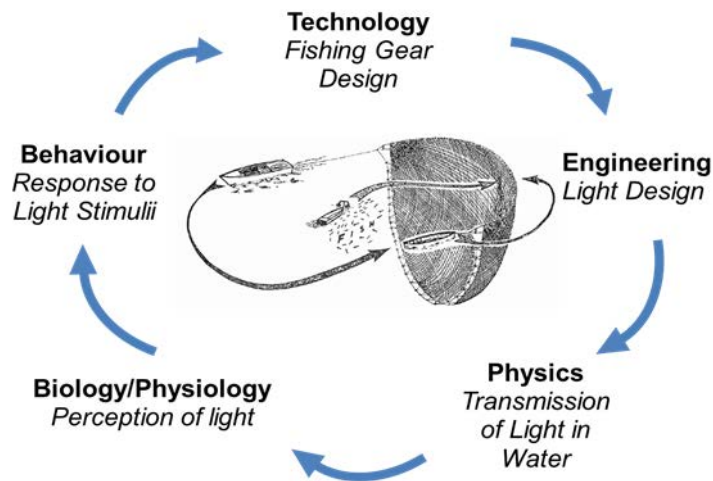 Technology
Fishing Gear
Design
Engineering
Light Design
Physics
Transmission
of Light in
Water
Biology/Physiology
Perception of light
Behaviour
Response to
Light Stimulii